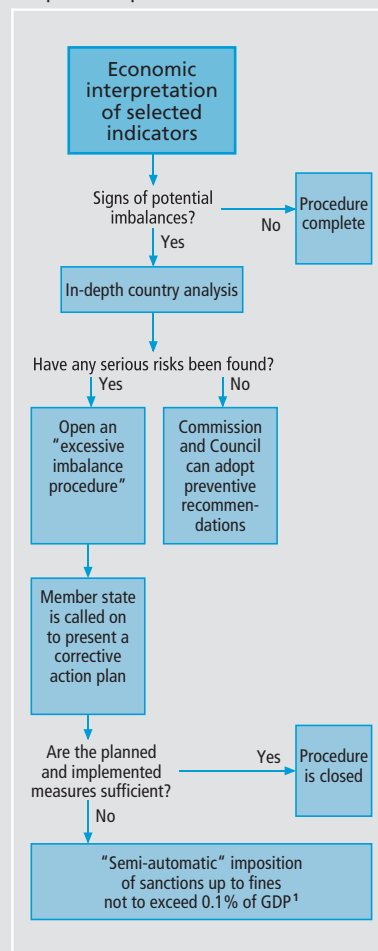 Economic
interpretation
of selected
indicators
Signs of potential
imbalances?
No
Procedure
complete
Yes
In-depth country analysis
Have any serious risks been found?
Yes
No
Open an
"excessive
imbalance
procedure"
Commission
and Council
can adopt
preventive
recommen-
dations
Member state
is called on
to present a
corrective
action plan
Are the planned
and implemented
measures sufficient?
Yes
Procedure
is closed
No
"Semi-automatic" imposition
of sanctions up to fines
not to exceed 0.1% of GDP¹